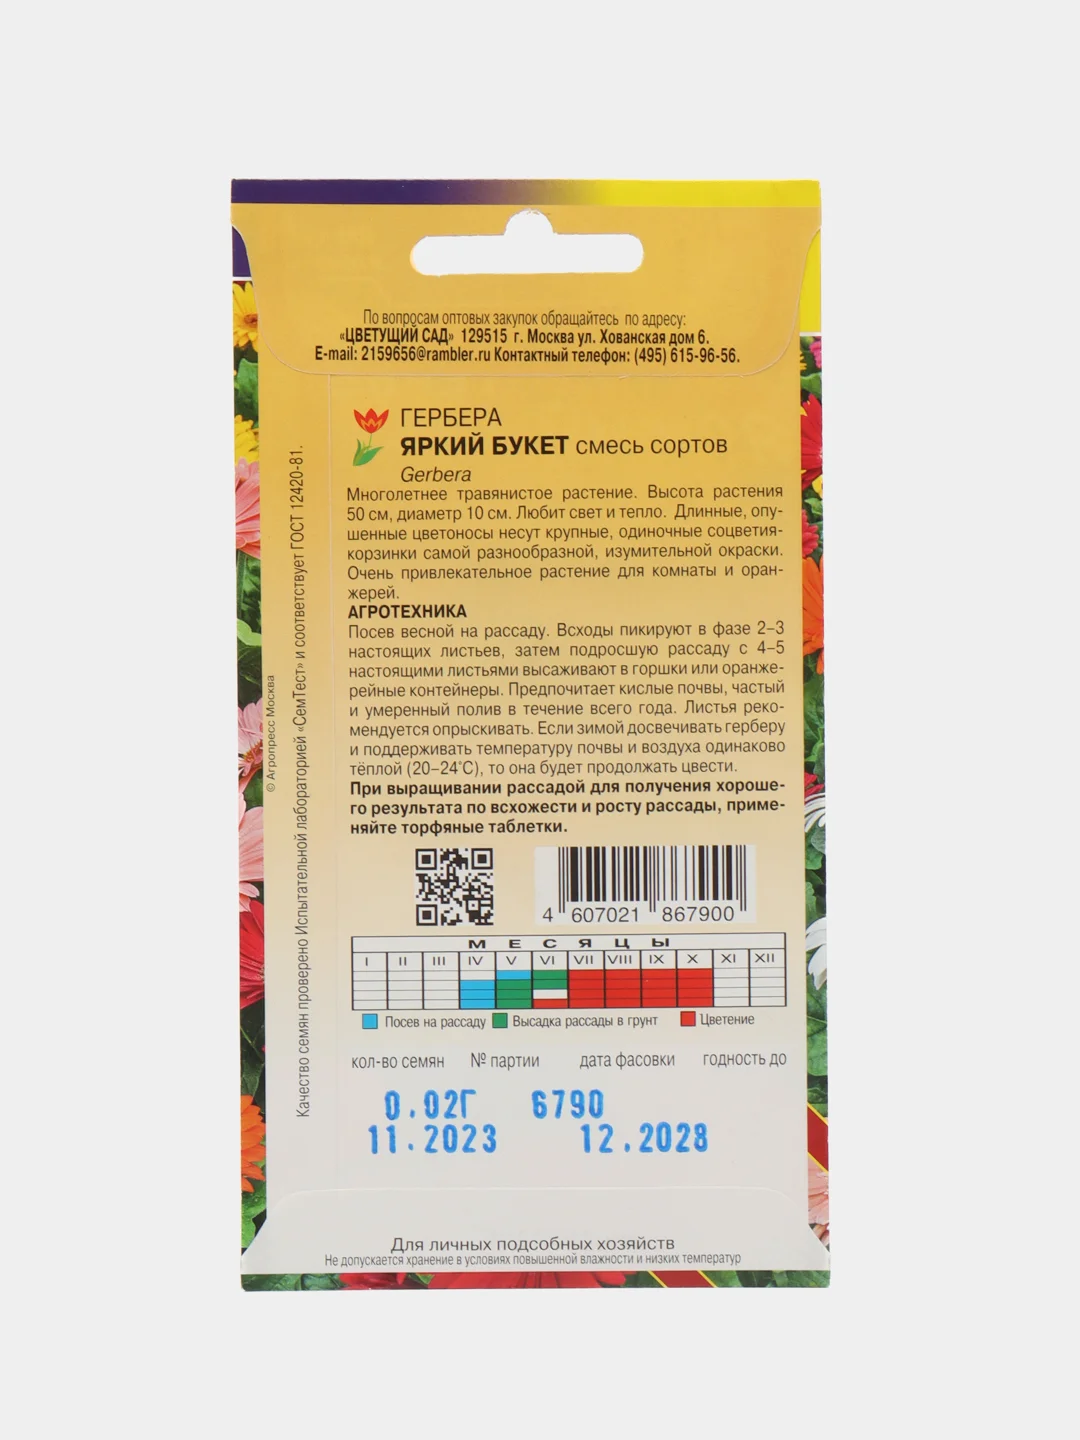 По вопросам оптовых закупок обращайтесь по адресу:
«ЦВЕТУЩИЙ САД» 129515 г. Москва ул. Хованская дом 6.
E-mail: 2159656@rambler.ru Контактный телефон: (495) 615-96-56.
ГЕРБЕРА
ЯРКИЙ БУКЕТ смесь сортов
Gerbera
Многолетнее травянистое растение. Высота растения
50 см, диаметр 10 см. Любит свет и тепло. Длинные, опу-
шенные цветоносы несут крупные, одиночные соцветия-
корзинки самой разнообразной, изумительной окраски.
Очень привлекательное растение для комнаты и оран-
жерей.
АГРОТЕХНИКА
Посев весной на рассаду. Всходы пикируют в фазе 2–3
настоящих листьев, затем подросшую рассаду с 4–5
настоящими листьями высаживают в горшки или оранже-
рейные контейнеры. Предпочитает кислые почвы, частый
и умеренный полив в течение всего года. Листья реко-
мендуется опрыскивать. Если зимой досвечивать герберу
и поддерживать температуру почвы и воздуха одинаково
тёплой (20–24°С), то она будет продолжать цвести.
При выращивании рассадой для получения хороше-
го результата по всхожести и росту рассады, приме-
няйте торфяные таблетки.
4 607021 867900
МЕСЯЦЫ
I II III IV V VI VII VIII IX X XI XII
Посев на рассаду Высадка рассады в грунт Цветение
кол-во семян № партии дата фасовки годность до
0.02Г 6790
11.2023 12.2028
Для личных подсобных хозяйств
Не допускается хранение в условиях повышенной влажности и низких температур
© Агропресс Москва
Качество семян проверено Испытательной лабораторией «СемТест» и соответствует ГОСТ 12420-81.